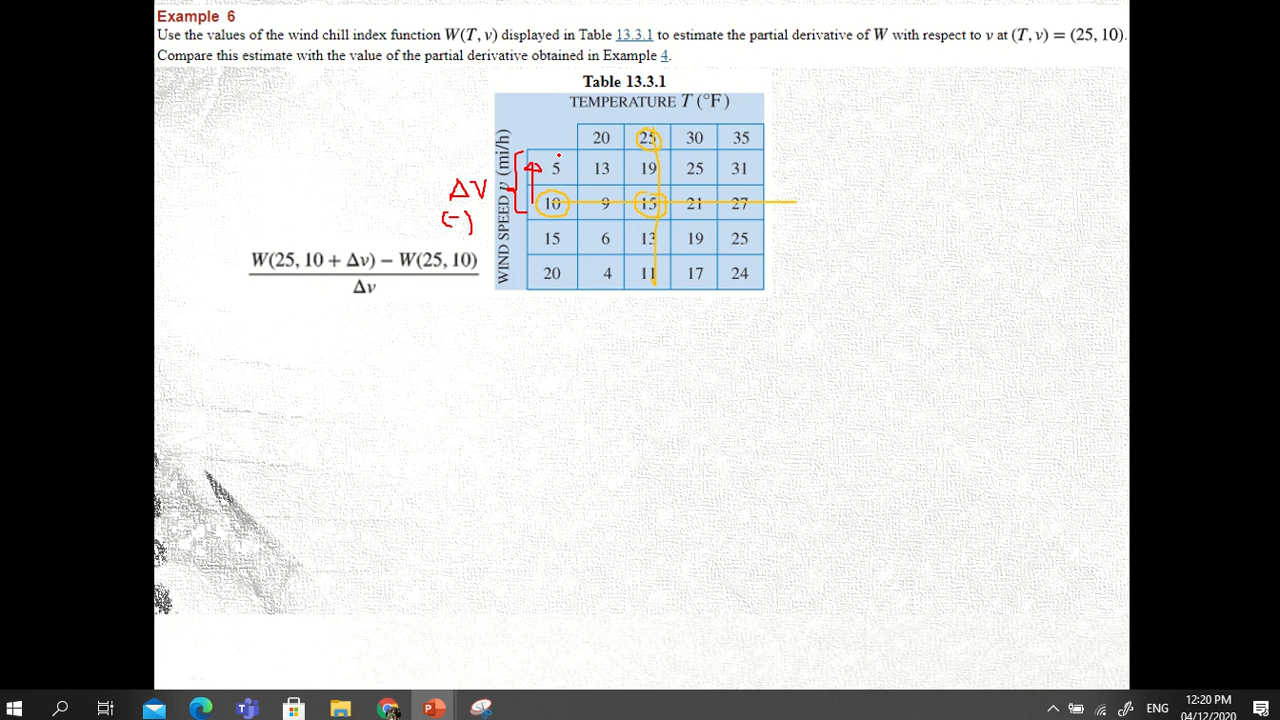 Example 6
Use the values of the wind chill index function W(T, v) displayed in Table 13.3.1 to estimate the partial derivative of W with respect to v at (T, v) = (25, 10).
Compare this estimate with the value of the partial derivative obtained in Example 4.
Table 13.3.1
TEMPERATURE T (°F)
WIND SPEED v (mi/h)
20 25 30 35
5 13 19 25 31
10 9 15 21 27
15 6 13 19 25
20 4 11 17 24
ΔV
(-)
W(25, 10 + Δv) − W(25, 10)
Δv
12:20 PM
ENG
04/12/2020